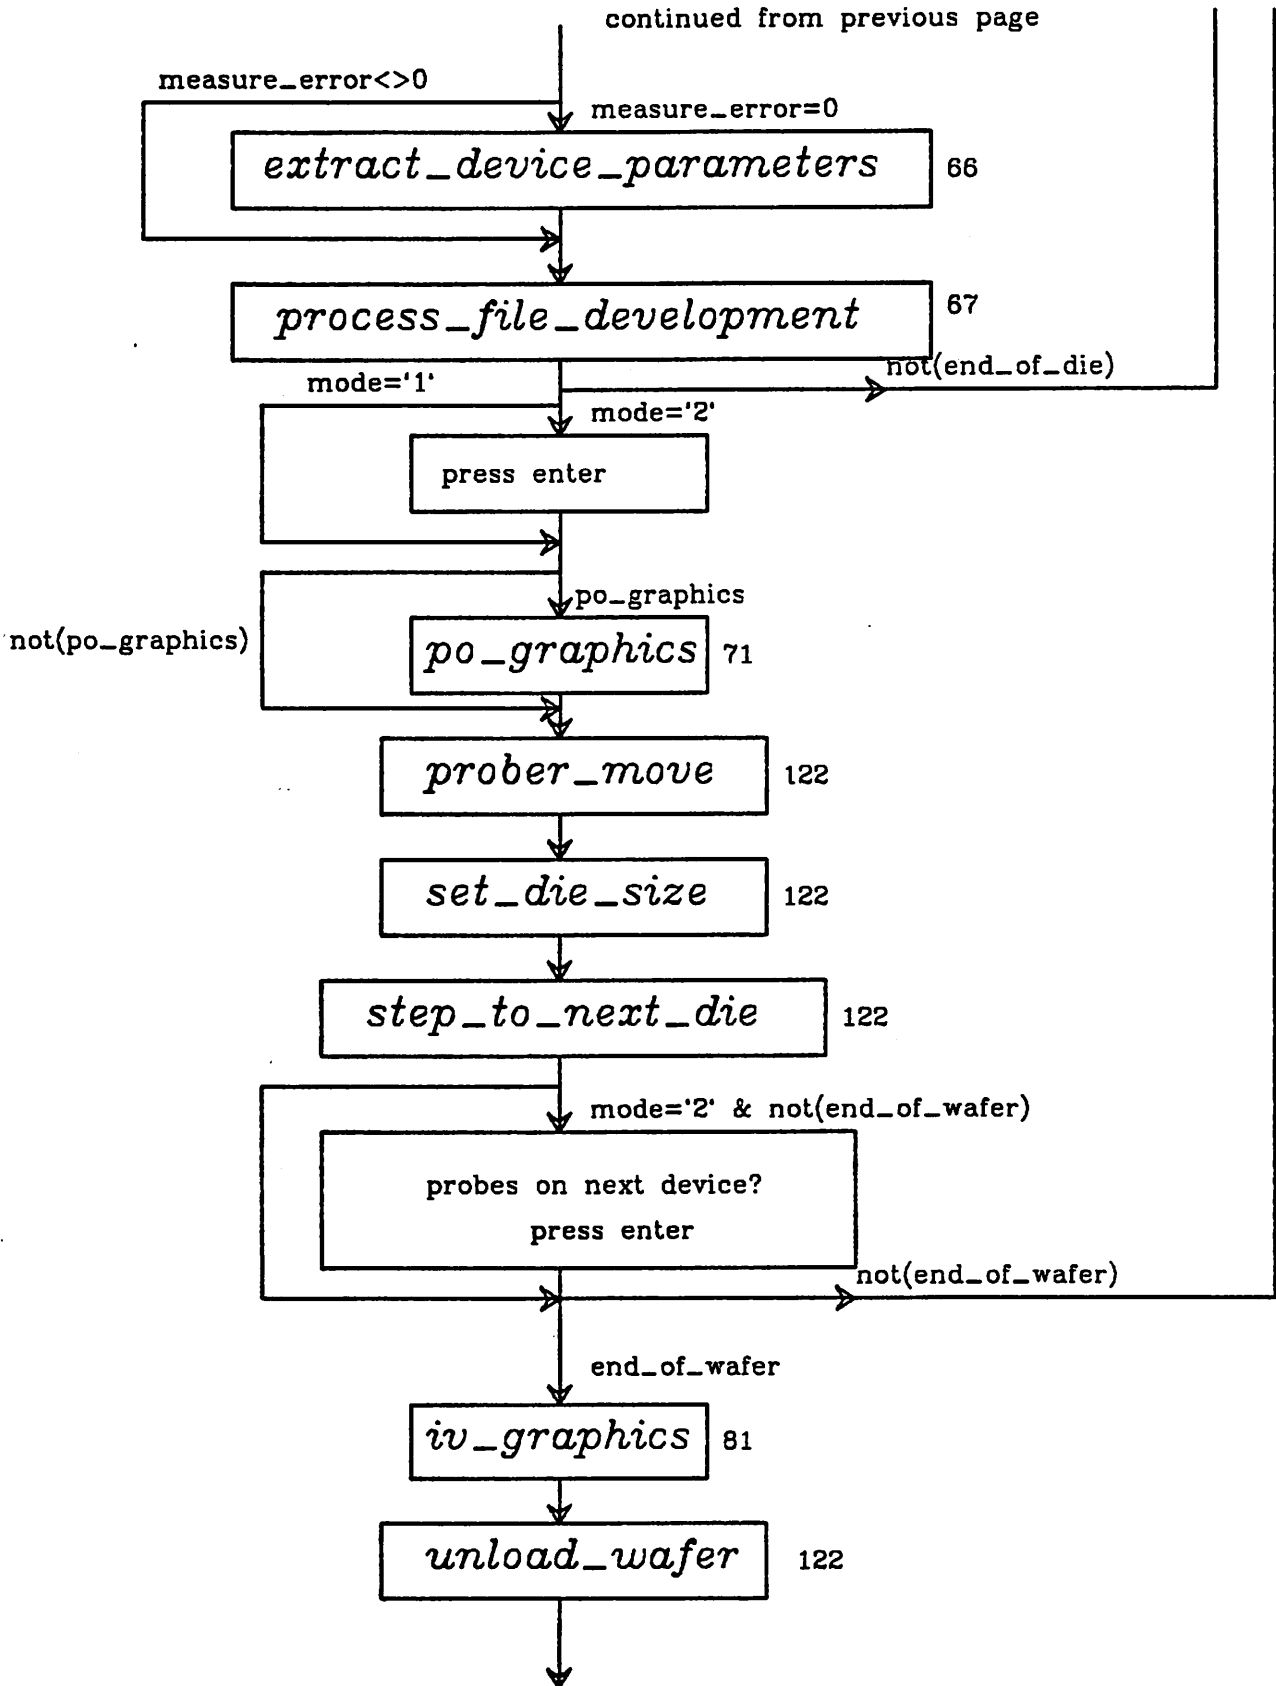 continued from previous page
measure_error<>0
measure_error=0
extract_device_parameters 66
process_file_development 67
not(end_of_die)
mode='1'
mode='2'
press enter
po_graphics
not(po_graphics)
po_graphics 71
prober_move 122
set_die_size 122
step_to_next_die 122
mode='2' & not(end_of_wafer)
probes on next device?
press enter
not(end_of_wafer)
end_of_wafer
iv_graphics 81
unload_wafer 122